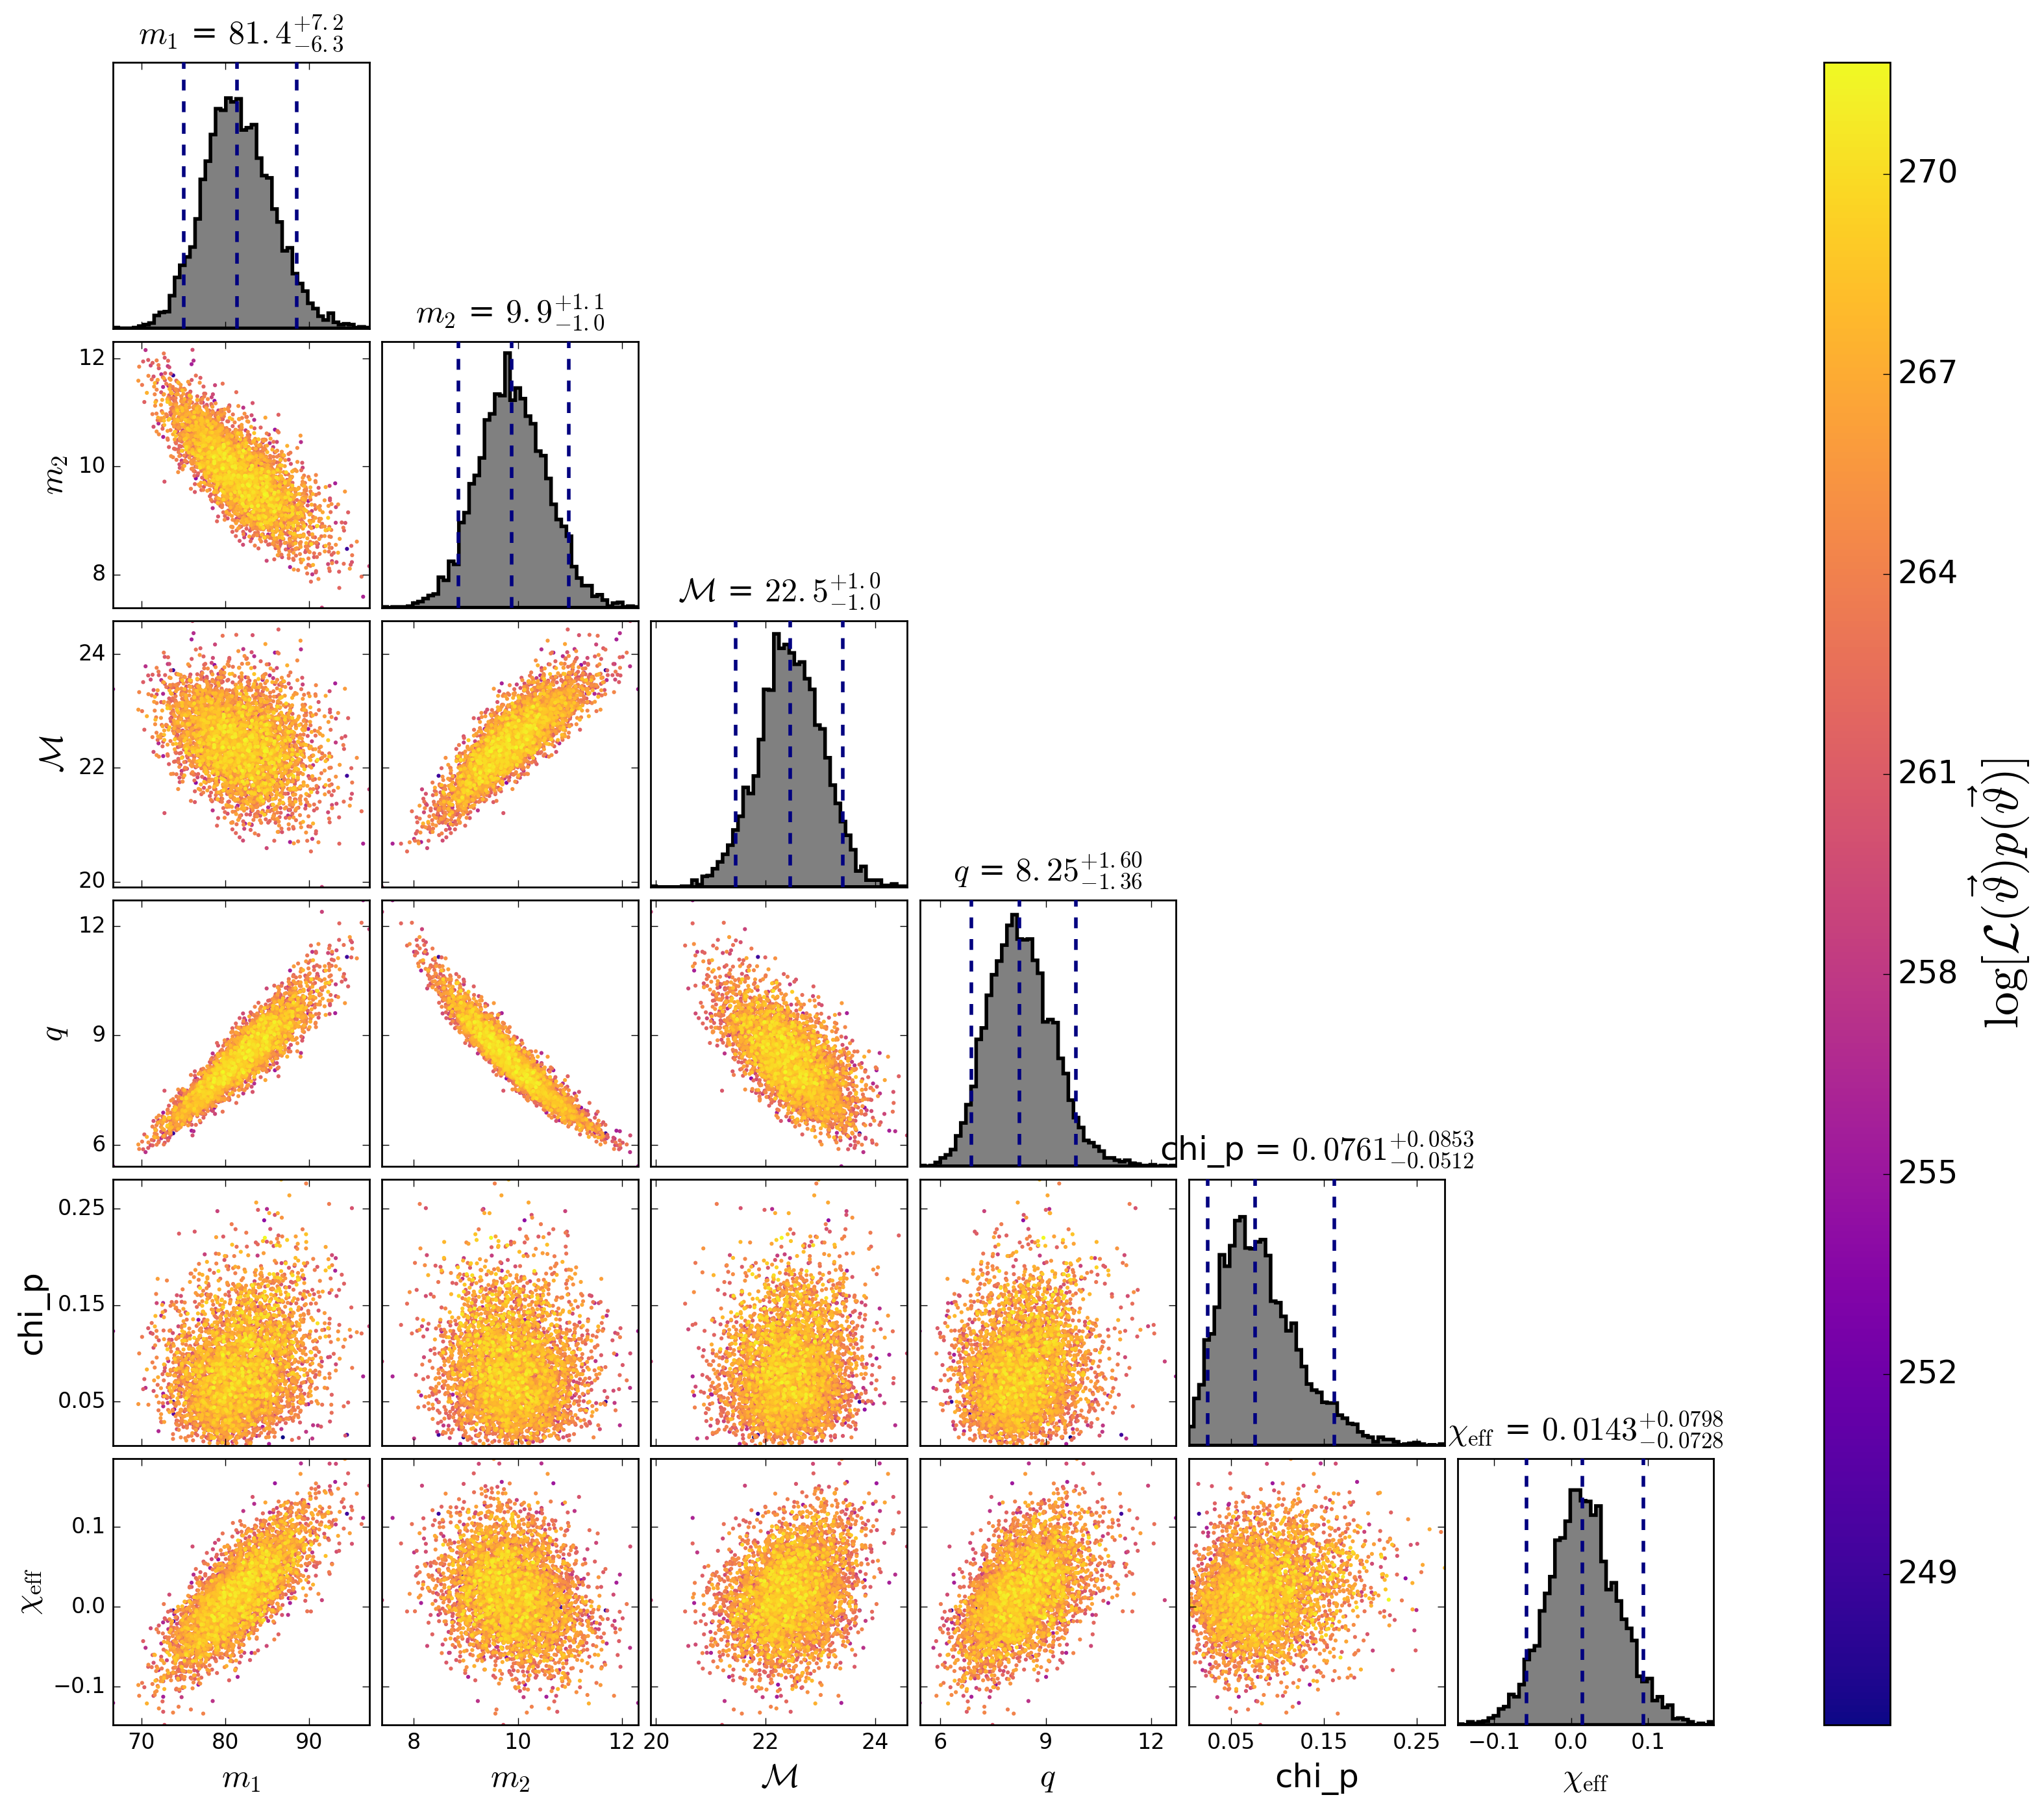 m₁ = 81.4⁺⁷·²₋₆.₃
m₂ = 9.9⁺¹·¹₋₁.₀
12
10
8
m₂
ℳ = 22.5⁺¹·⁰₋₁.₀
24
22
20
ℳ
q = 8.25⁺¹·⁶⁰₋₁.₃₆
12
9
6
q
chi_p = 0.0761⁺⁰·⁰⁸⁵³₋₀.₀₅₁₂
0.25
0.15
0.05
chi_p
χeff = 0.0143⁺⁰·⁰⁷⁹⁸₋₀.₀₇₂₈
0.1
0.0
−0.1
χeff
70 80 90
10 12
20 22 24
6 9 12
0.05 0.15 0.25
−0.1 0.0 0.1
m₁
m₂
ℳ
q
chi_p
χeff
270
267
264
261
258
255
252
249
log[ℒ(ϑ⃗)p(ϑ⃗)]